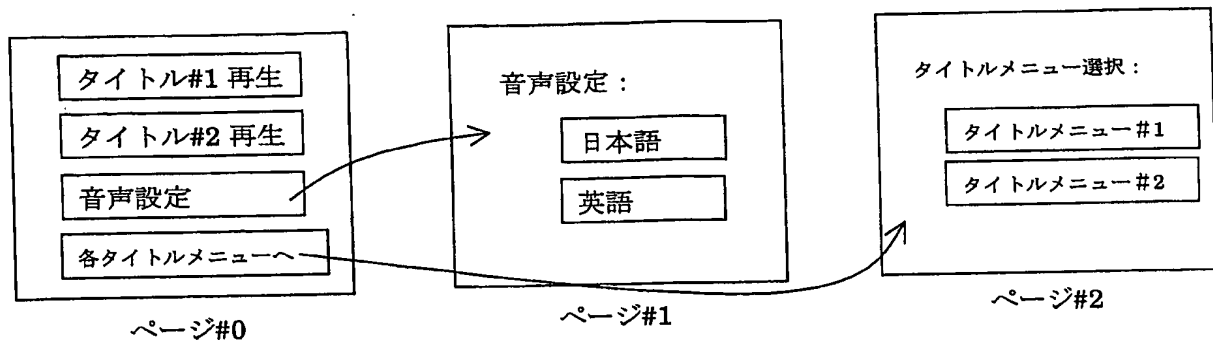 タイトル#1 再生
タイトル#2 再生
音声設定
各タイトルメニューへ
ページ#0
音声設定：
日本語
英語
ページ#1
タイトルメニュー選択：
タイトルメニュー#1
タイトルメニュー#2
ページ#2